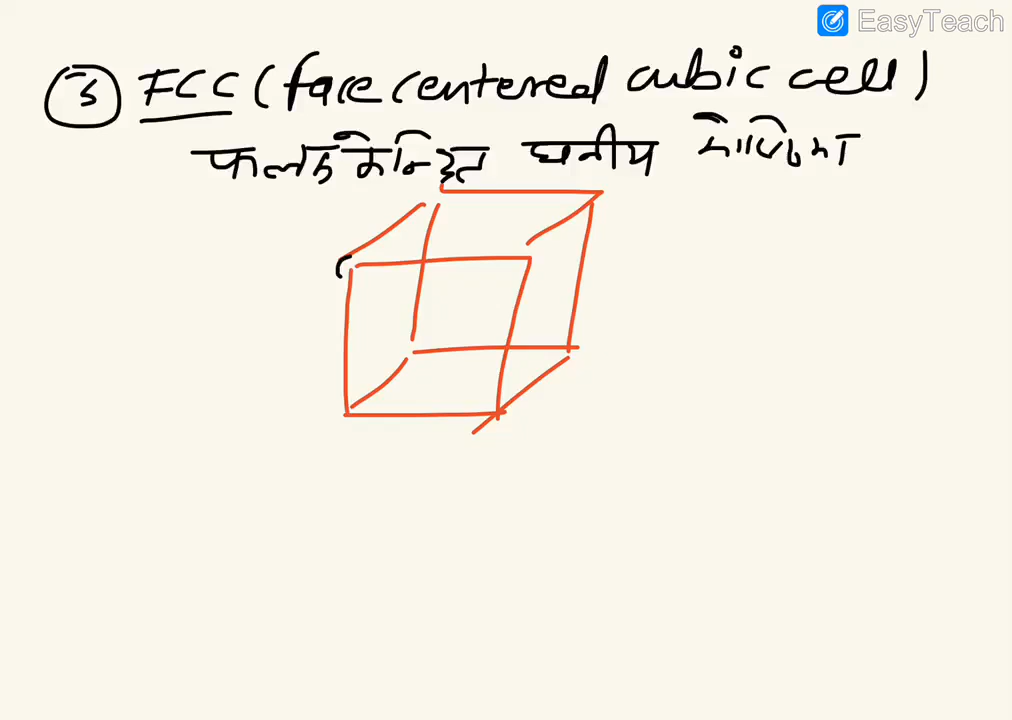 EasyTeach
③ FCC (face centered cubic cell)
फलक केन्द्रित घनीय